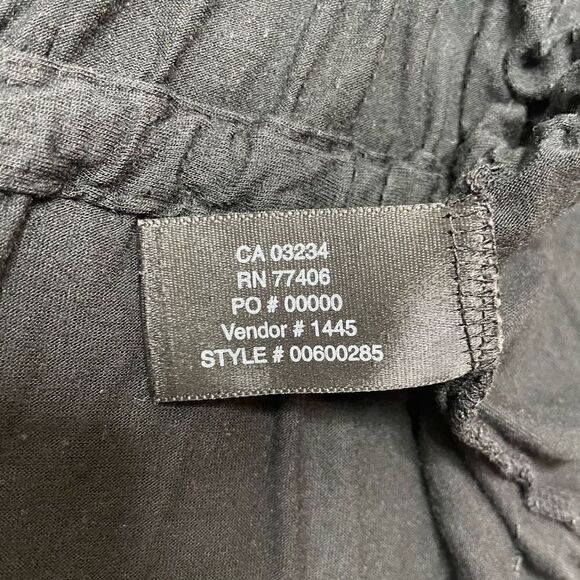 CA 03234
RN 77406
PO # 00000
Vendor # 1445
STYLE # 00600285